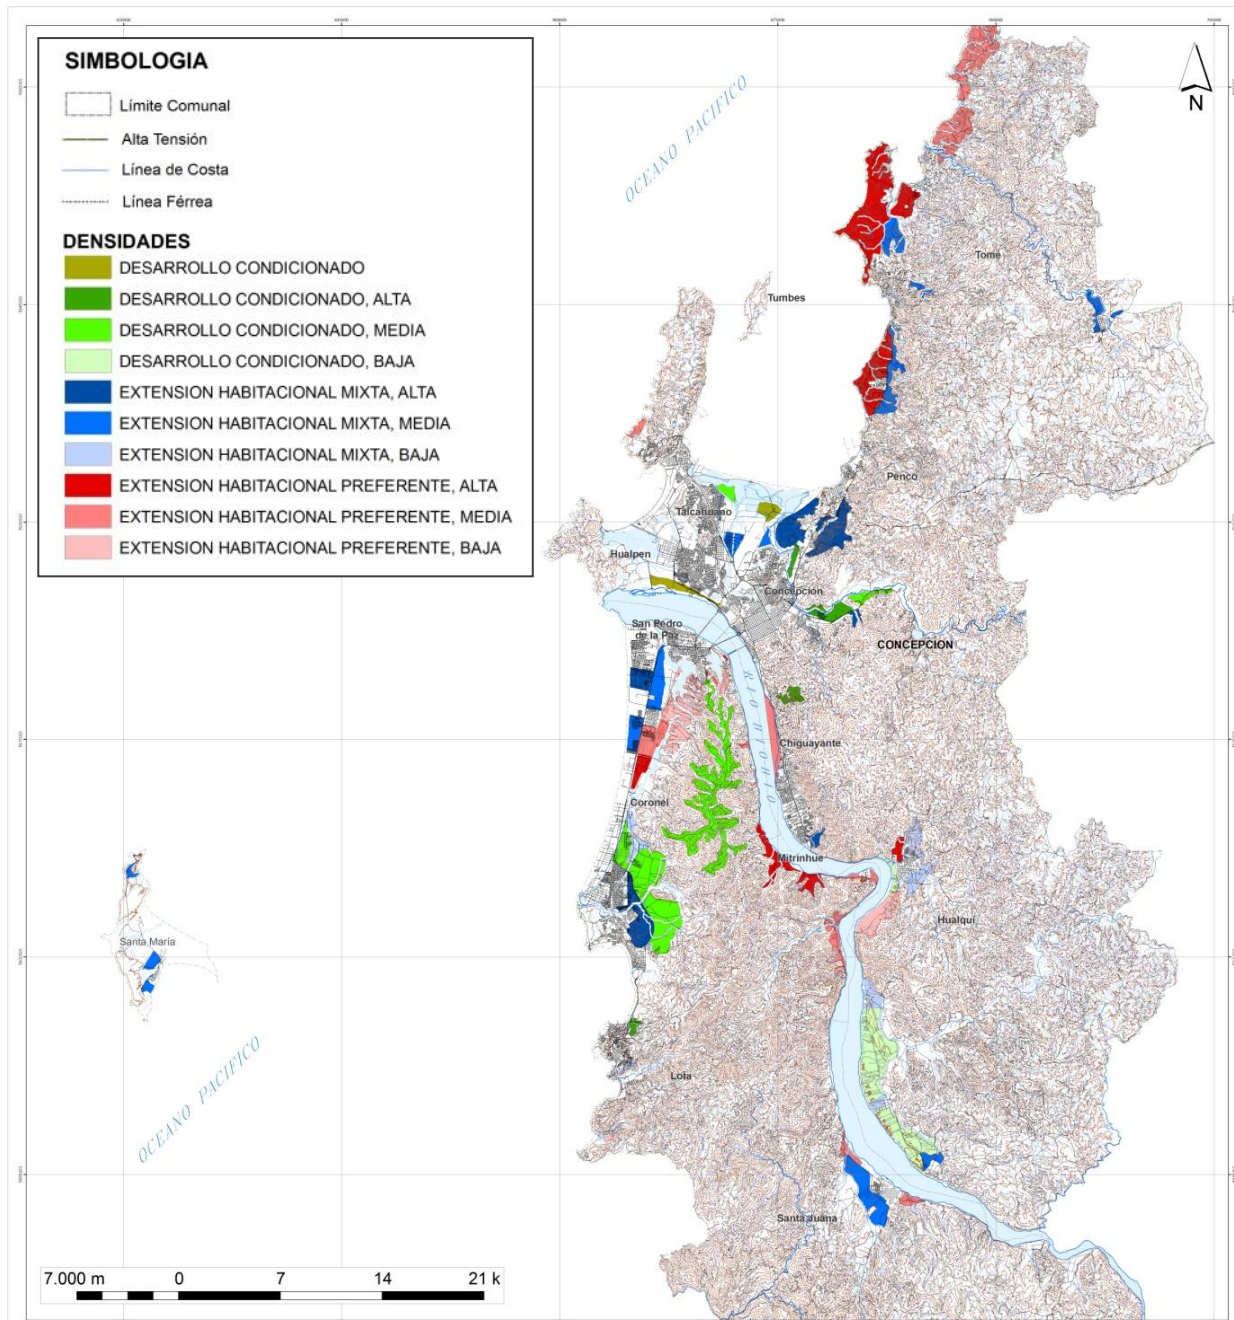 SIMBOLOGIA
Límite Comunal
Alta Tensión
Línea de Costa
Línea Férrea
DENSIDADES
DESARROLLO CONDICIONADO
DESARROLLO CONDICIONADO, ALTA
DESARROLLO CONDICIONADO, MEDIA
DESARROLLO CONDICIONADO, BAJA
EXTENSION HABITACIONAL MIXTA, ALTA
EXTENSION HABITACIONAL MIXTA, MEDIA
EXTENSION HABITACIONAL MIXTA, BAJA
EXTENSION HABITACIONAL PREFERENTE, ALTA
EXTENSION HABITACIONAL PREFERENTE, MEDIA
EXTENSION HABITACIONAL PREFERENTE, BAJA
N
OCEANO PACIFICO
Tomé
Tumbes
Penco
Talcahuano
Hualpen
Concepción
San Pedro
de la Paz
CONCEPCION
RIO BIOBIO
Chiguayante
Coronel
Mitrinhue
Hualqui
Santa María
OCEANO PACIFICO
Lota
Santa Juana
7.000 m 0 7 14 21 k